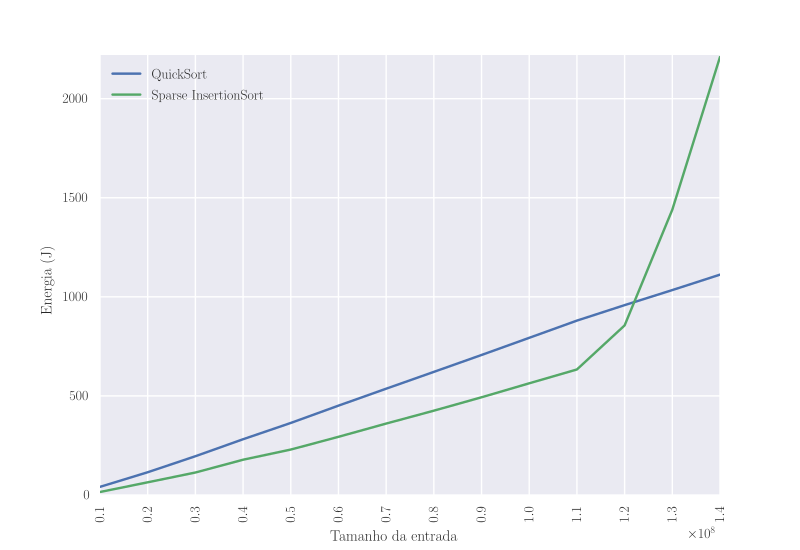 QuickSort
Sparse InsertionSort
2000
1500
1000
500
0
Energia (J)
0.1 0.2 0.3 0.4 0.5 0.6 0.7 0.8 0.9 1.0 1.1 1.2 1.3 1.4
×10⁸
Tamanho da entrada